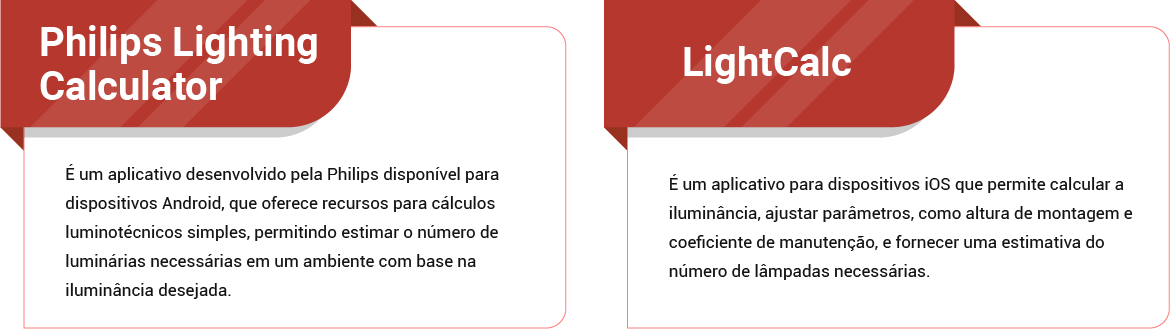 Philips Lighting
Calculator
É um aplicativo desenvolvido pela Philips disponível para
dispositivos Android, que oferece recursos para cálculos
luminotécnicos simples, permitindo estimar o número de
luminárias necessárias em um ambiente com base na
iluminância desejada.
LightCalc
É um aplicativo para dispositivos iOS que permite calcular a
iluminância, ajustar parâmetros, como altura de montagem e
coeficiente de manutenção, e fornecer uma estimativa do
número de lâmpadas necessárias.